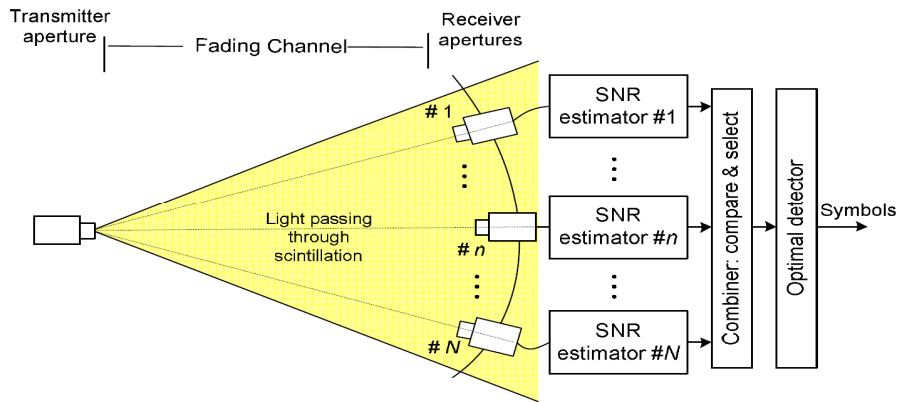 Transmitter
aperture
Fading Channel
Receiver
apertures
# 1
SNR
estimator #1
Light passing
through
scintillation
# n
SNR
estimator #n
# N
SNR
estimator #N
Combiner: compare & select
Optimal detector
Symbols